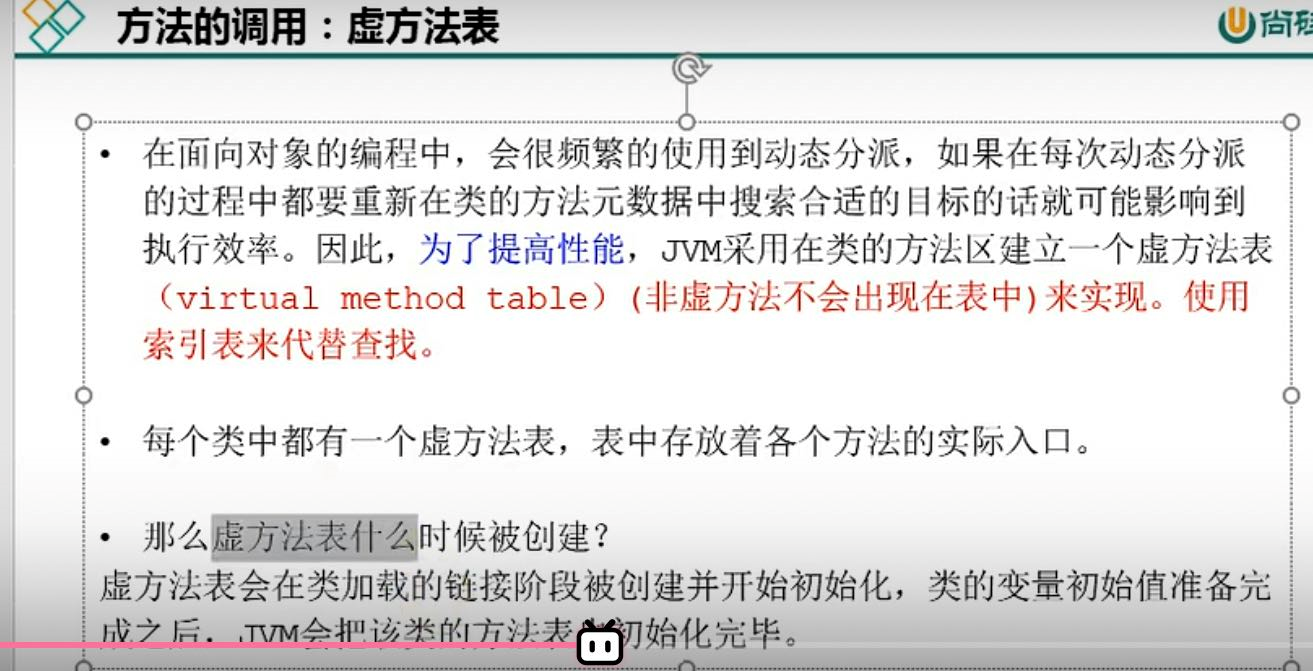 方法的调用：虚方法表
尚硅
• 在面向对象的编程中，会很频繁的使用到动态分派，如果在每次动态分派
的过程中都要重新在类的方法元数据中搜索合适的目标的话就可能影响到
执行效率。因此，为了提高性能，JVM采用在类的方法区建立一个虚方法表
（virtual method table）(非虚方法不会出现在表中)来实现。使用
索引表来代替查找。
• 每个类中都有一个虚方法表，表中存放着各个方法的实际入口。
• 那么虚方法表什么时候被创建？
虚方法表会在类加载的链接阶段被创建并开始初始化，类的变量初始值准备完
成之后，JVM会把该类的方法表初始化完毕。